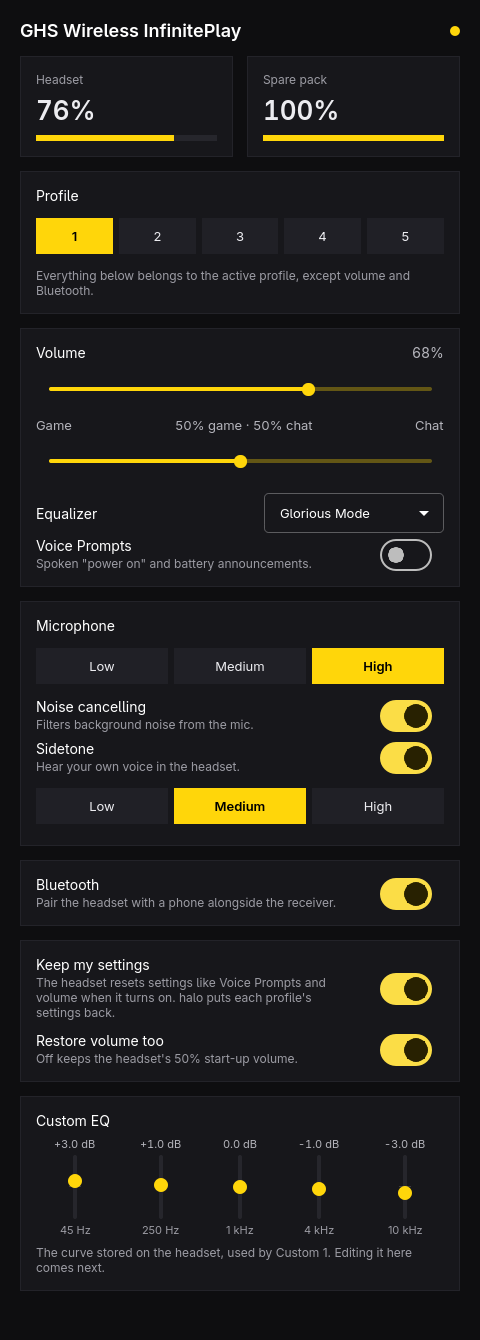 GHS Wireless InfinitePlay
Headset
76%
Spare pack
100%
Profile
1 2 3 4 5
Everything below belongs to the active profile, except volume and
Bluetooth.
Volume 68%
Game 50% game · 50% chat Chat
Equalizer Glorious Mode
Voice Prompts
Spoken "power on" and battery announcements.
Microphone
Low Medium High
Noise cancelling
Filters background noise from the mic.
Sidetone
Hear your own voice in the headset.
Low Medium High
Bluetooth
Pair the headset with a phone alongside the receiver.
Keep my settings
The headset resets settings like Voice Prompts and
volume when it turns on. halo puts each profile's
settings back.
Restore volume too
Off keeps the headset's 50% start-up volume.
Custom EQ
+3.0 dB +1.0 dB 0.0 dB -1.0 dB -3.0 dB
45 Hz 250 Hz 1 kHz 4 kHz 10 kHz
The curve stored on the headset, used by Custom 1. Editing it here
comes next.